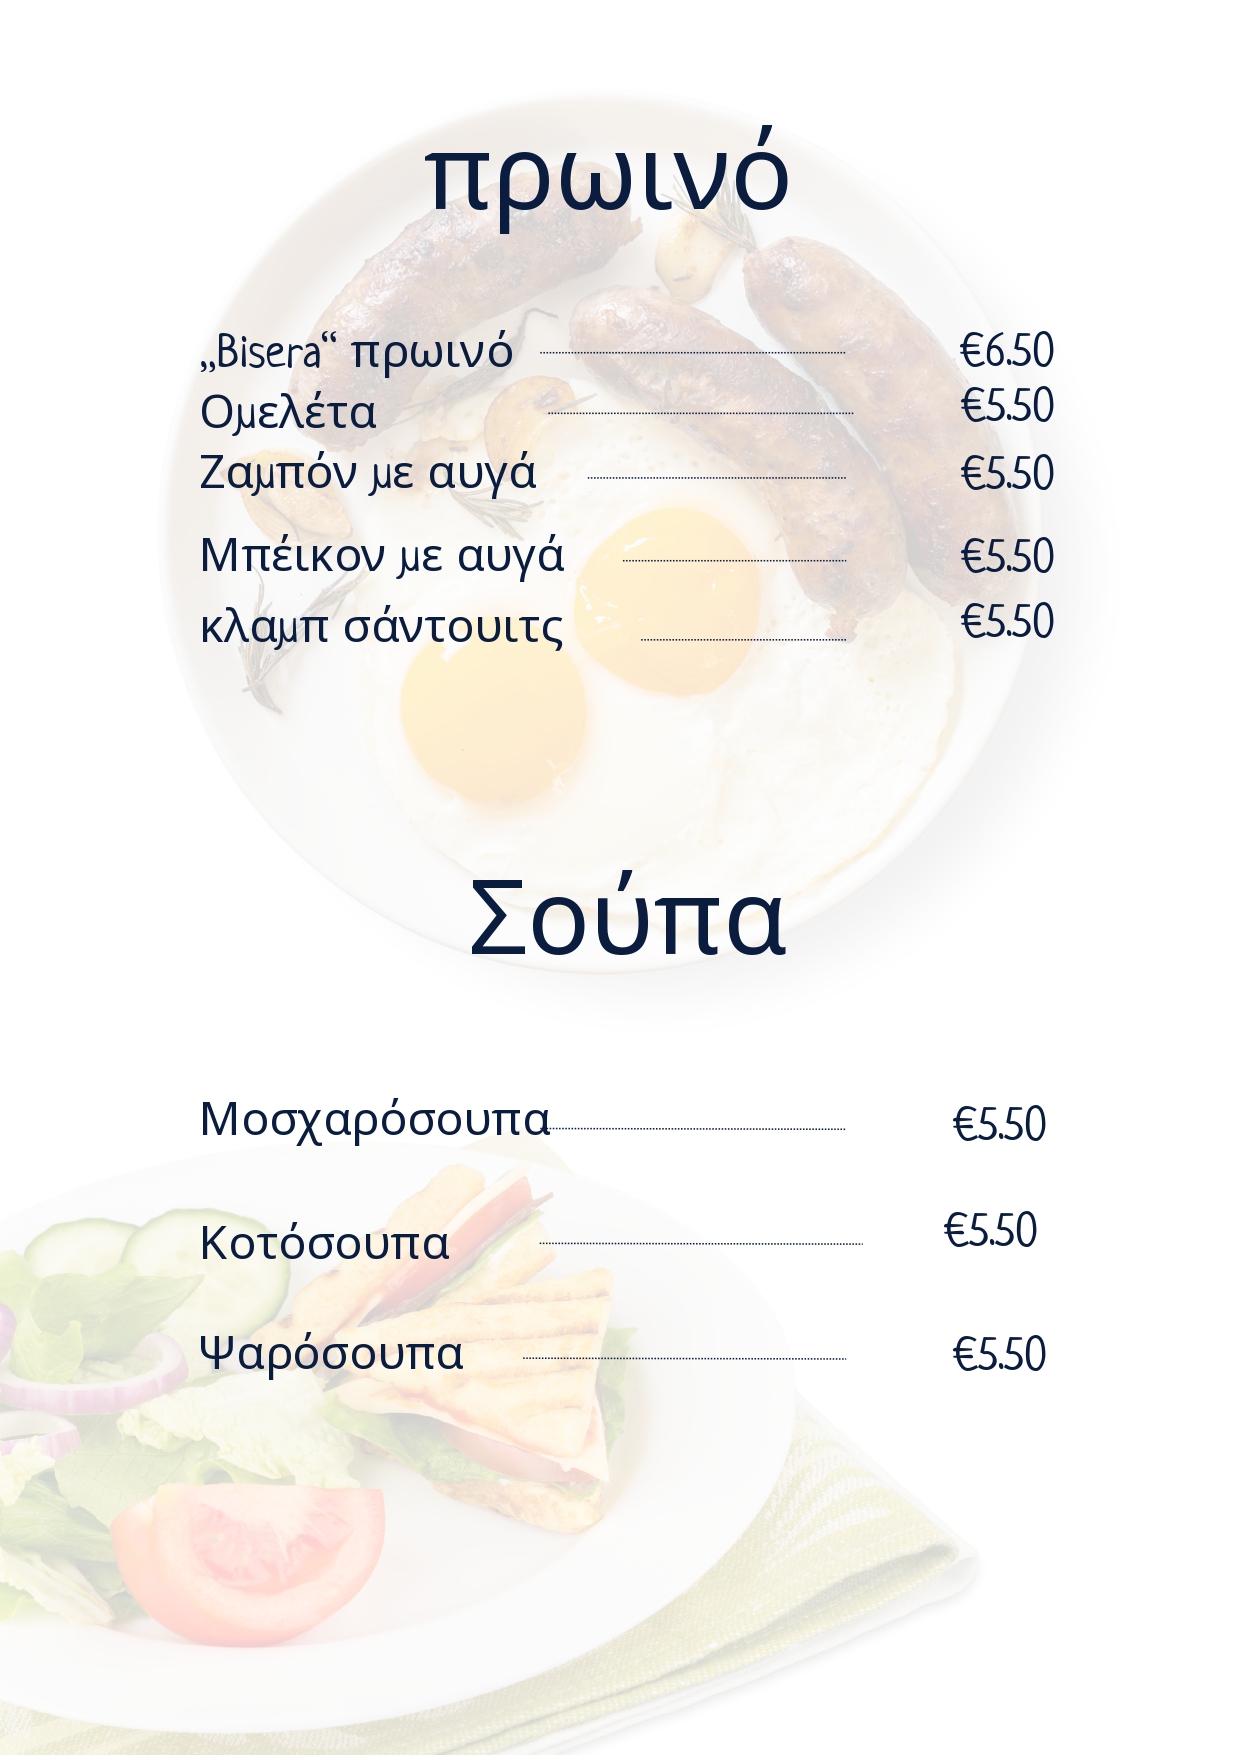 πρωινό
„Bisera“ πρωινό €6.50
Ομελέτα €5.50
Ζαμπόν με αυγά €5.50
Μπέικον με αυγά €5.50
κλαμπ σάντουιτς €5.50
Σούπα
Μοσχαρόσουπα €5.50
Κοτόσουπα €5.50
Ψαρόσουπα €5.50